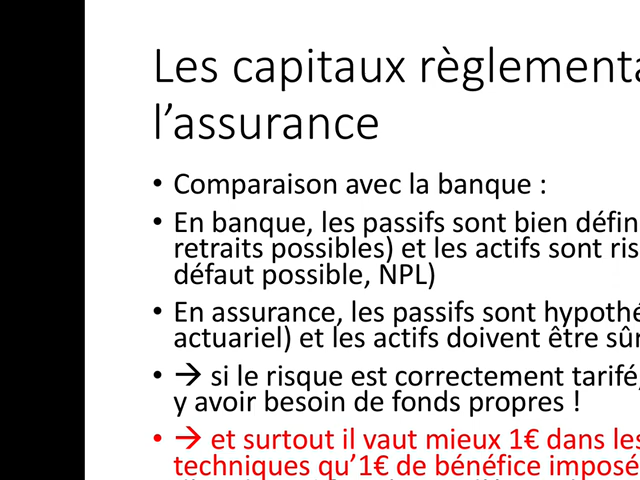 Les capitaux règlementa
l'assurance
• Comparaison avec la banque :
• En banque, les passifs sont bien défin
retraits possibles) et les actifs sont ris
défaut possible, NPL)
• En assurance, les passifs sont hypothé
actuariel) et les actifs doivent être sûr
• → si le risque est correctement tarifé,
y avoir besoin de fonds propres !
• → et surtout il vaut mieux 1€ dans les
techniques qu'1€ de bénéfice imposé